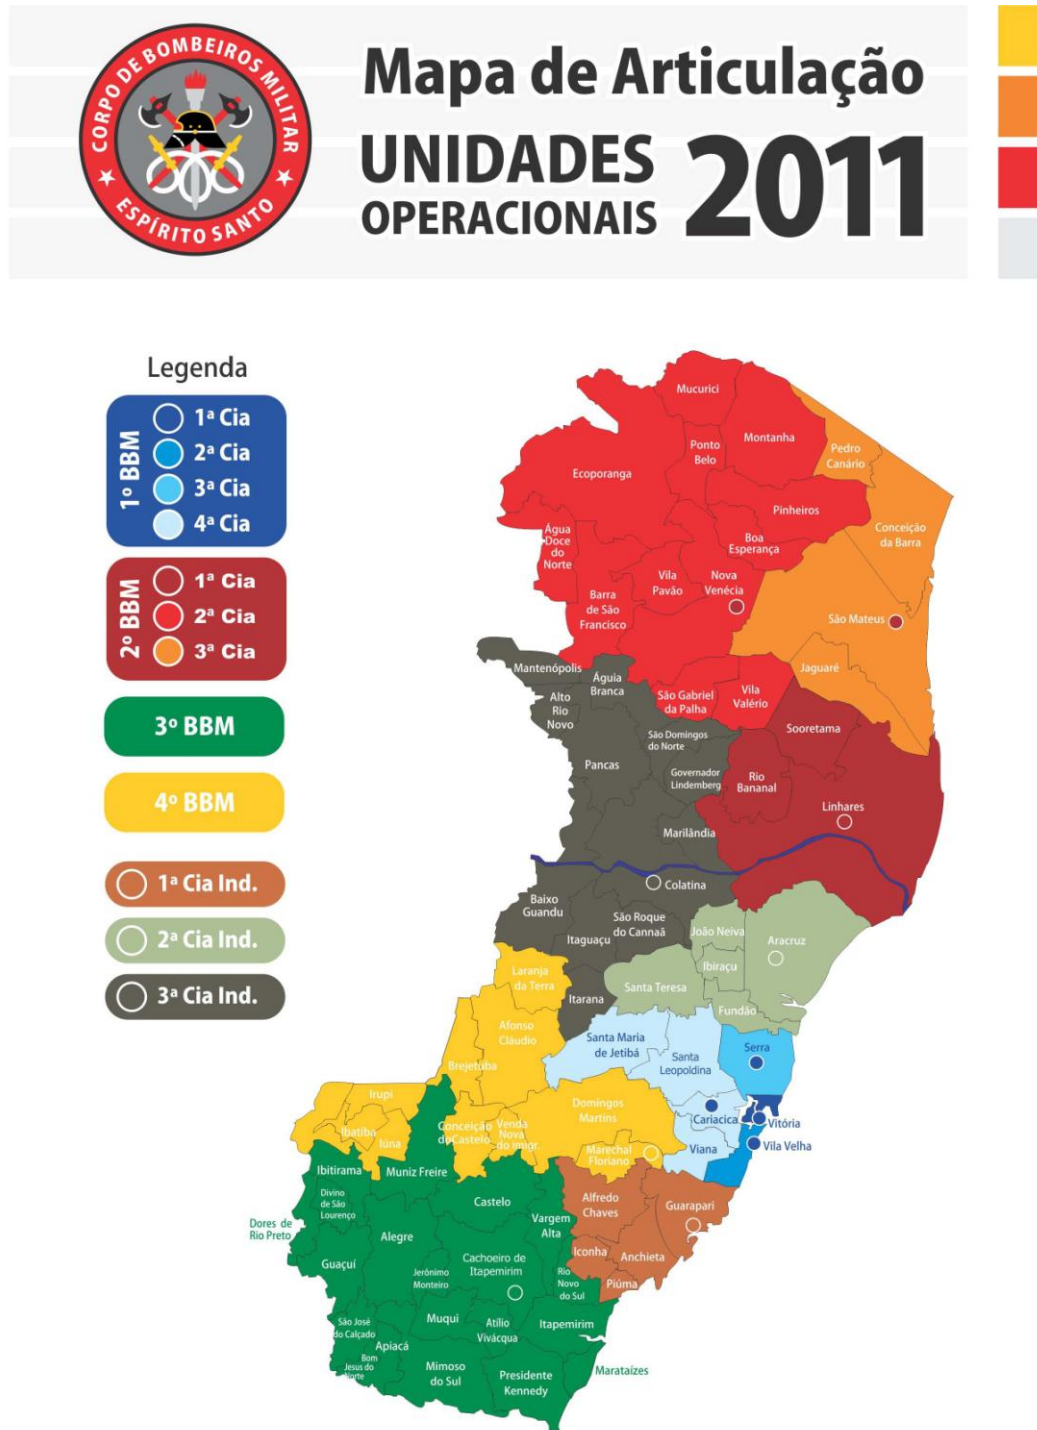 CORPO DE BOMBEIROS MILITAR
ESPÍRITO SANTO
Mapa de Articulação
UNIDADES
OPERACIONAIS
2011
Legenda
1º BBM
1ª Cia
2ª Cia
3ª Cia
4ª Cia
2º BBM
1ª Cia
2ª Cia
3ª Cia
3º BBM
4º BBM
1ª Cia Ind.
2ª Cia Ind.
3ª Cia Ind.
Mucurici
Montanha
Ponto
Belo
Pedro
Canário
Ecoporanga
Pinheiros
Conceição
da Barra
Água
Doce
do
Norte
Boa
Esperança
Vila
Pavão
Nova
Venécia
Barra
de São
Francisco
São Mateus
Jaguaré
Mantenópolis
Águia
Branca
Alto
Rio
Novo
São Gabriel
da Palha
Vila
Valério
Sooretama
São Domingos
do Norte
Pancas
Governador
Lindemberg
Rio
Bananal
Linhares
Marilândia
Colatina
Baixo
Guandu
São Roque
do Cannaã
Itaguaçu
João Neiva
Aracruz
Ibiraçu
Laranja
da Terra
Itarana
Santa Teresa
Fundão
Afonso
Cláudio
Santa Maria
de Jetibá
Santa
Leopoldina
Serra
Brejetuba
Irupi
Ibatiba
Iúna
Domingos
Martins
Cariacica
Vitória
Conceição
do Castelo
Venda
Nova
do Imigr.
Marechal
Floriano
Viana
Vila Velha
Ibitirama
Muniz Freire
Divino
de São
Lourenço
Castelo
Alfredo
Chaves
Guarapari
Dores de
Rio Preto
Alegre
Vargem
Alta
Guaçuí
Cachoeiro de
Itapemirim
Iconha
Anchieta
Jerônimo
Monteiro
Rio
Novo
do Sul
Piúma
São José
do Calçado
Muqui
Atílio
Vivácqua
Itapemirim
Apiacá
Bom
Jesus do
Norte
Mimoso
do Sul
Presidente
Kennedy
Marataízes